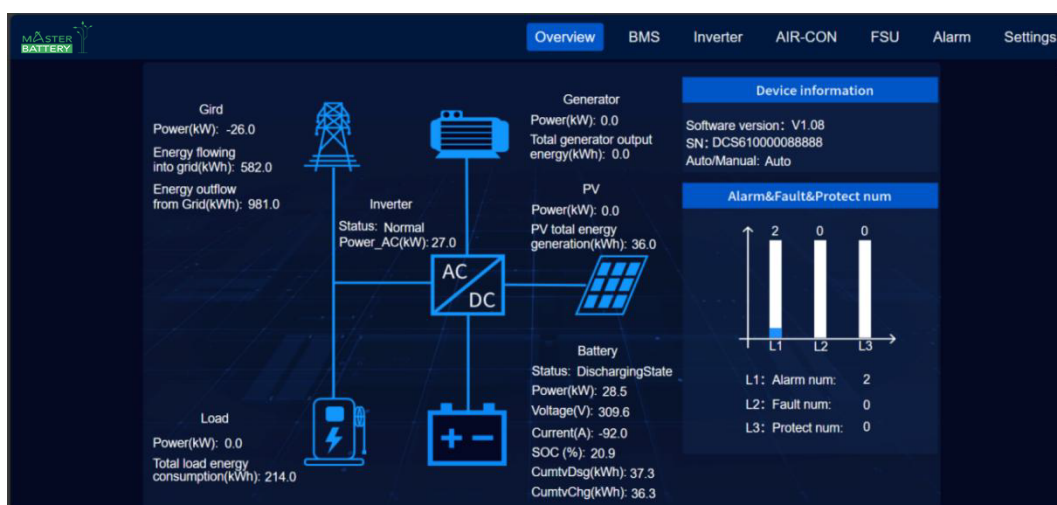 MASTER
BATTERY
Overview BMS Inverter AIR-CON FSU Alarm Settings
Gird
Power(kW): -26.0
Energy flowing
into grid(kWh): 582.0
Energy outflow
from Grid(kWh): 981.0
Generator
Power(kW): 0.0
Total generator output
energy(kWh): 0.0
Inverter
Status: Normal
Power_AC(kW): 27.0
AC
DC
PV
Power(kW): 0.0
PV total energy
generation(kWh): 36.0
Load
Power(kW): 0.0
Total load energy
consumption(kWh): 214.0
Battery
Status: DischargingState
Power(kW): 28.5
Voltage(V): 309.6
Current(A): -92.0
SOC (%): 20.9
CumtvDsg(kWh): 37.3
CumtvChg(kWh): 36.3
Device information
Software version: V1.08
SN: DCS610000088888
Auto/Manual: Auto
Alarm&Fault&Protect num
2 0 0
L1 L2 L3
L1: Alarm num: 2
L2: Fault num: 0
L3: Protect num: 0